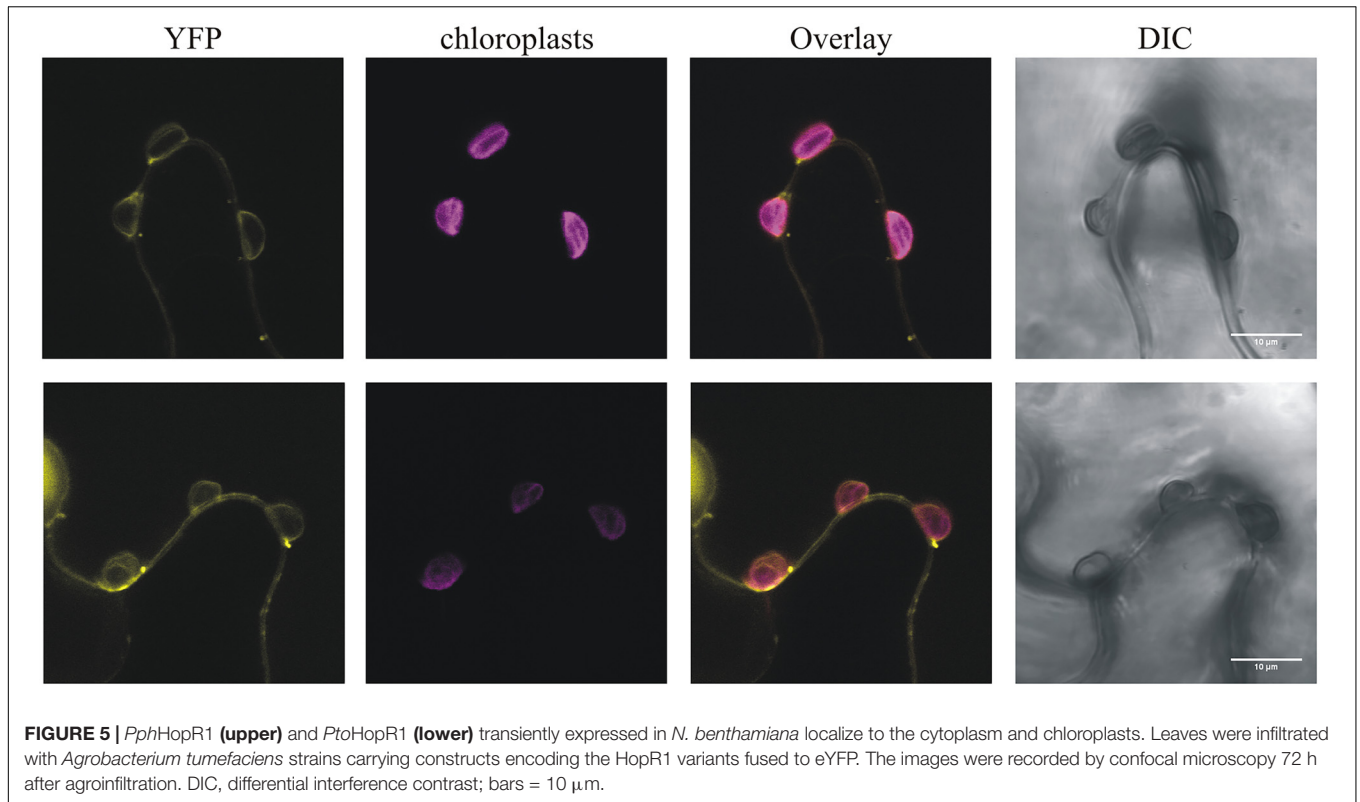 YFP chloroplasts Overlay DIC
10 µm
10 µm
FIGURE 5 | PphHopR1 (upper) and PtoHopR1 (lower) transiently expressed in N. benthamiana localize to the cytoplasm and chloroplasts. Leaves were infiltrated
with Agrobacterium tumefaciens strains carrying constructs encoding the HopR1 variants fused to eYFP. The images were recorded by confocal microscopy 72 h
after agroinfiltration. DIC, differential interference contrast; bars = 10 µm.